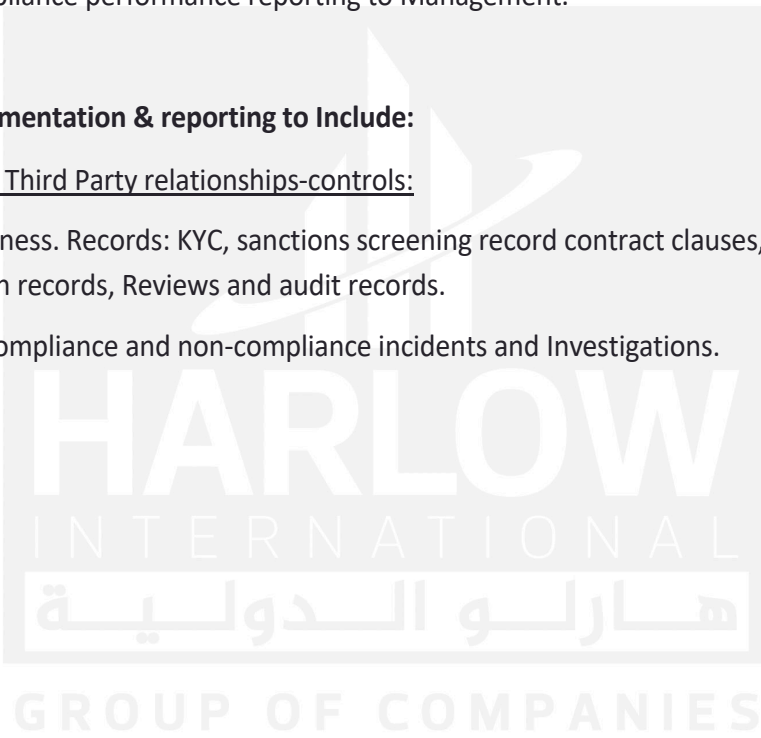 pliance performance reporting to Management.
mentation & reporting to Include:
Third Party relationships-controls:
ness. Records: KYC, sanctions screening record contract clauses,
n records, Reviews and audit records.
ompliance and non-compliance incidents and Investigations.
HARLOW
INTERNATIONAL
هارلو الدولية
GROUP OF COMPANIES